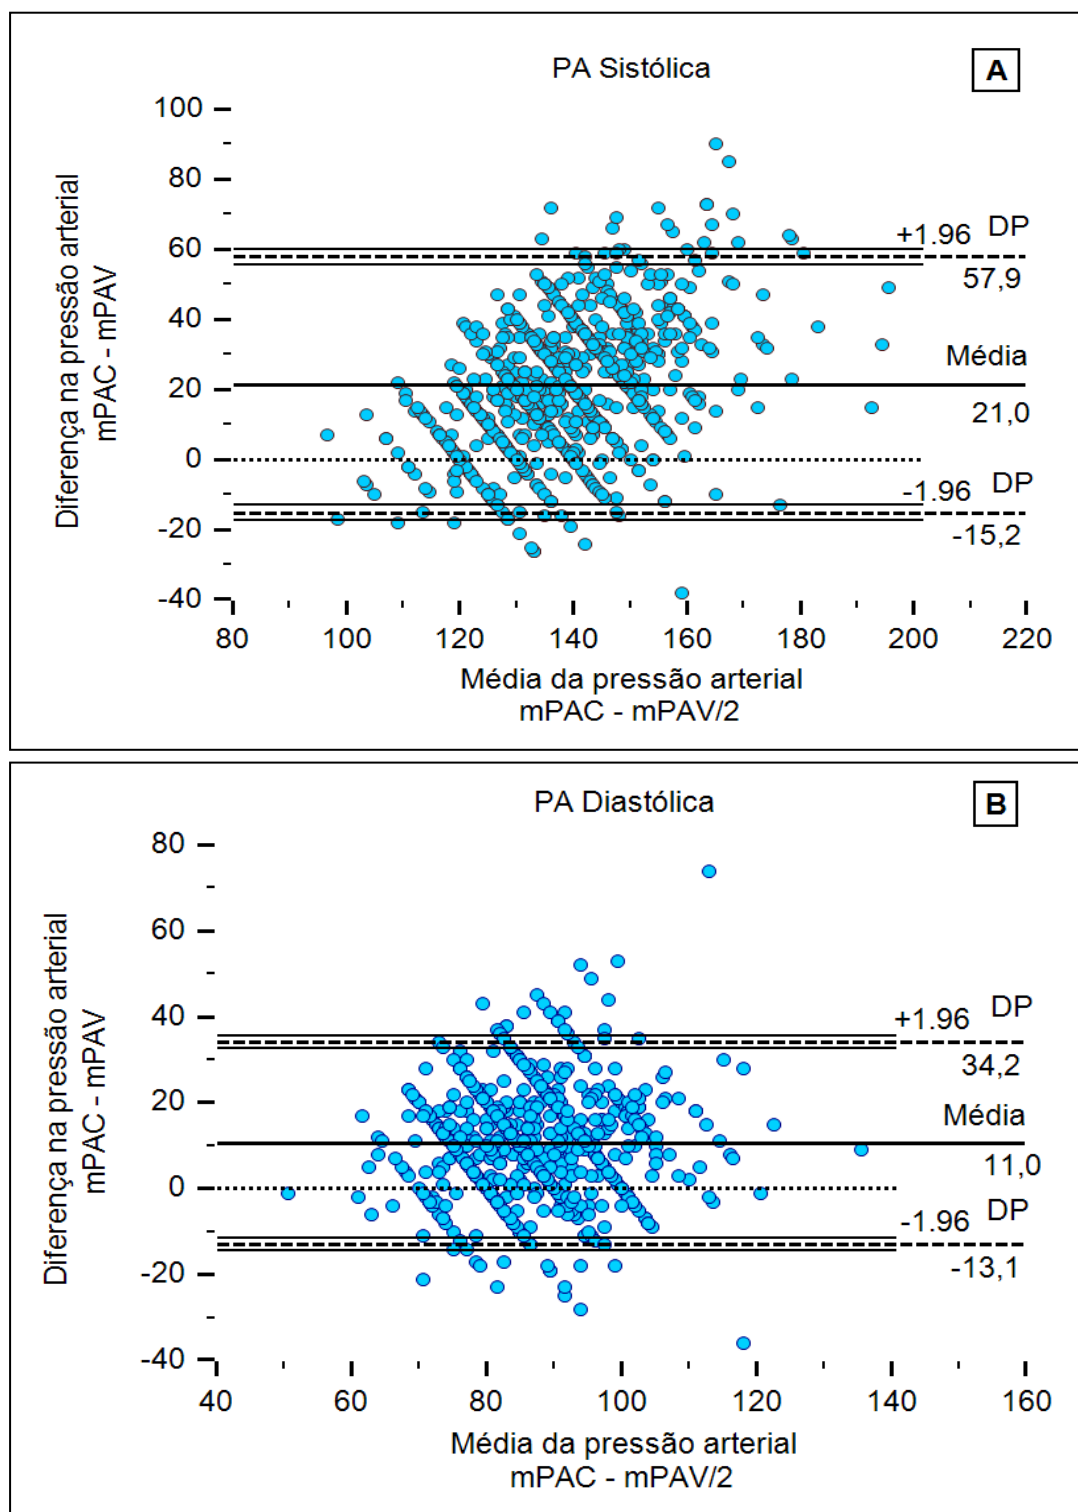 PA Sistólica
A
Diferença na pressão arterial
mPAC - mPAV
100
80
60
40
20
0
-20
-40
+1.96 DP
57,9
Média
21,0
-1.96 DP
-15,2
80 100 120 140 160 180 200 220
Média da pressão arterial
mPAC - mPAV/2
PA Diastólica
B
Diferença na pressão arterial
mPAC - mPAV
80
60
40
20
0
-20
-40
+1.96 DP
34,2
Média
11,0
-1.96 DP
-13,1
40 60 80 100 120 140 160
Média da pressão arterial
mPAC - mPAV/2